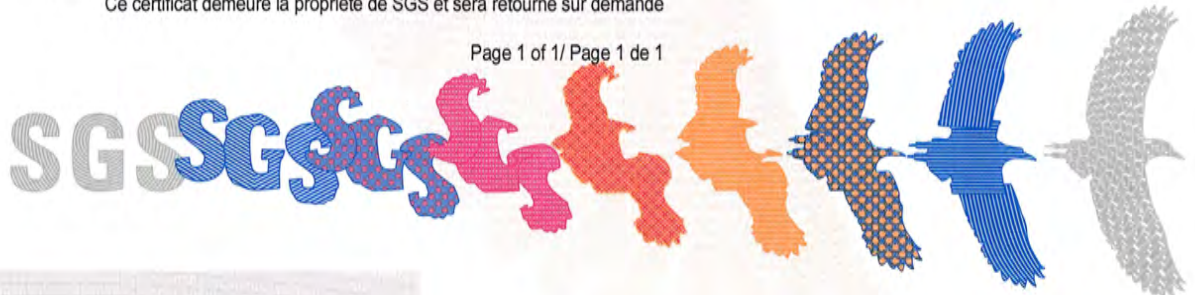 Ce certificat demeure la propriété de SGS et sera retourné sur demande
Page 1 of 1/ Page 1 de 1
SGS SGS SGS